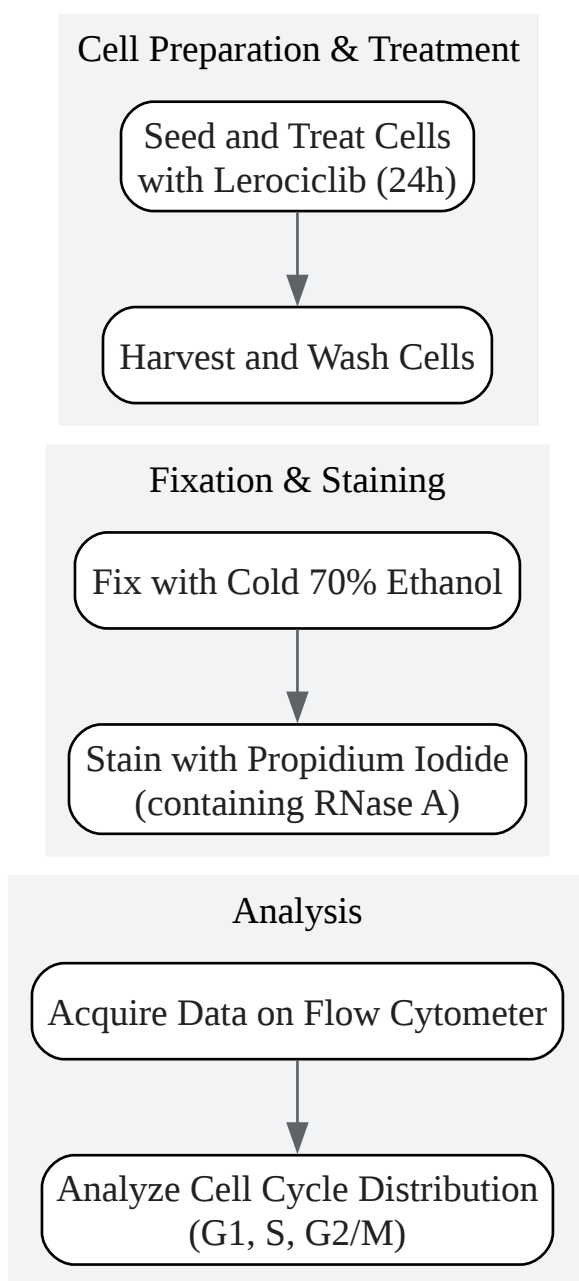 Cell Preparation & Treatment
Seed and Treat Cells
with Lerociclib (24h)
Harvest and Wash Cells
Fixation & Staining
Fix with Cold 70% Ethanol
Stain with Propidium Iodide
(containing RNase A)
Analysis
Acquire Data on Flow Cytometer
Analyze Cell Cycle Distribution
(G1, S, G2/M)